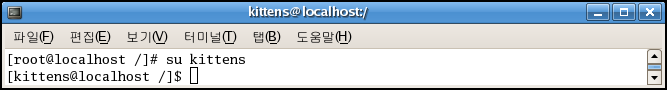 kittens@localhost:/
파일(F) 편집(E) 보기(V) 터미널(T) 탭(B) 도움말(H)
[root@localhost /]# su kittens
[kittens@localhost /]$